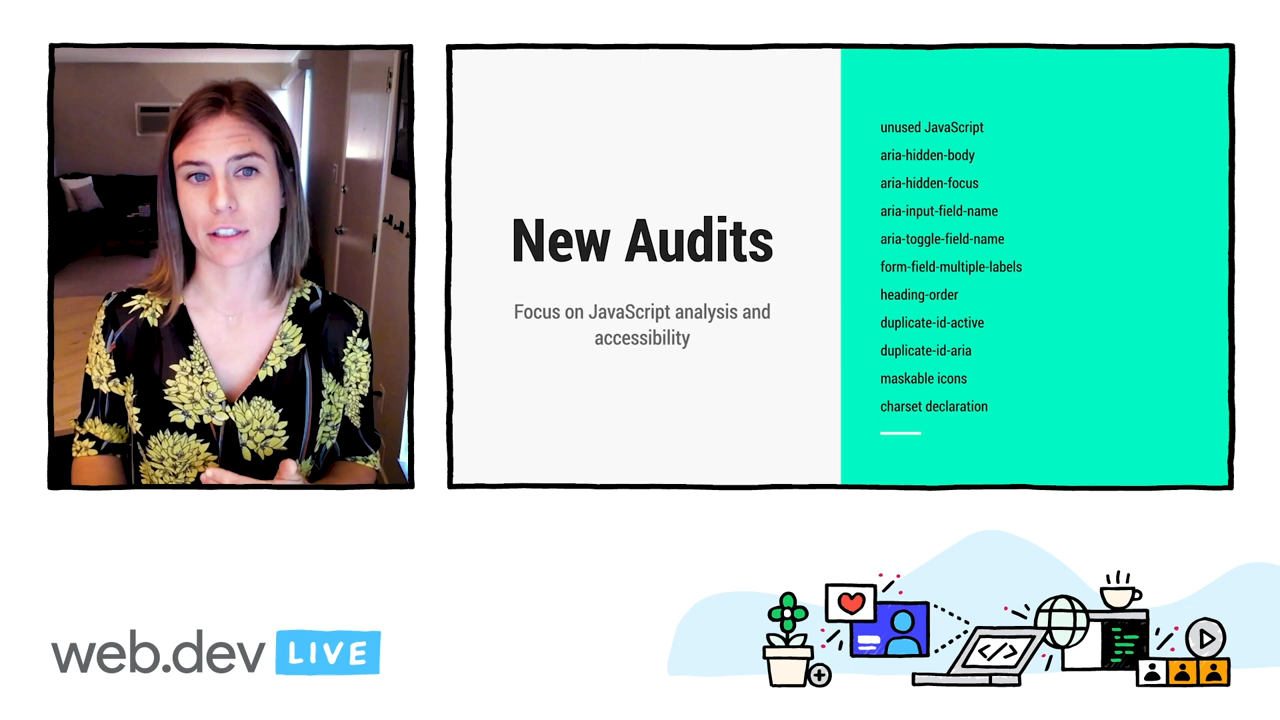 New Audits
Focus on JavaScript analysis and
accessibility
unused JavaScript
aria-hidden-body
aria-hidden-focus
aria-input-field-name
aria-toggle-field-name
form-field-multiple-labels
heading-order
duplicate-id-active
duplicate-id-aria
maskable icons
charset declaration
web.dev LIVE